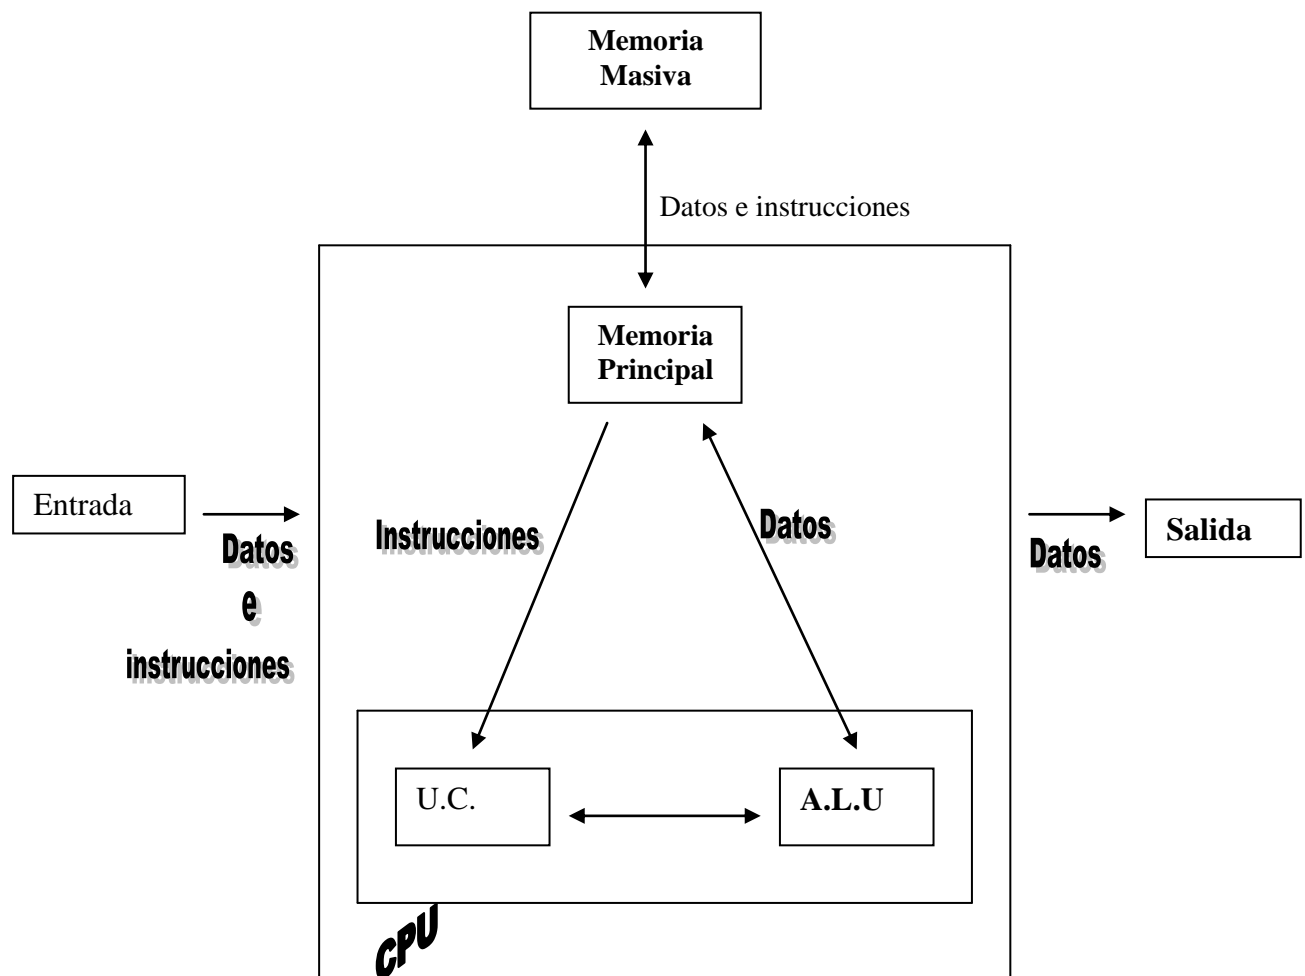 Memoria
Masiva
Datos e instrucciones
Memoria
Principal
Entrada
Datos
e
instrucciones
Instrucciones
Datos
Salida
Datos
U.C.
A.L.U
CPU